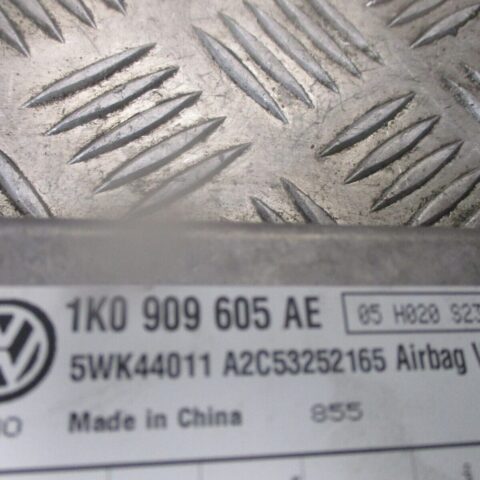 1K0 909 605 AE 05 H020 923
5WK44011 A2C53252165 Airbag
Made in China 855